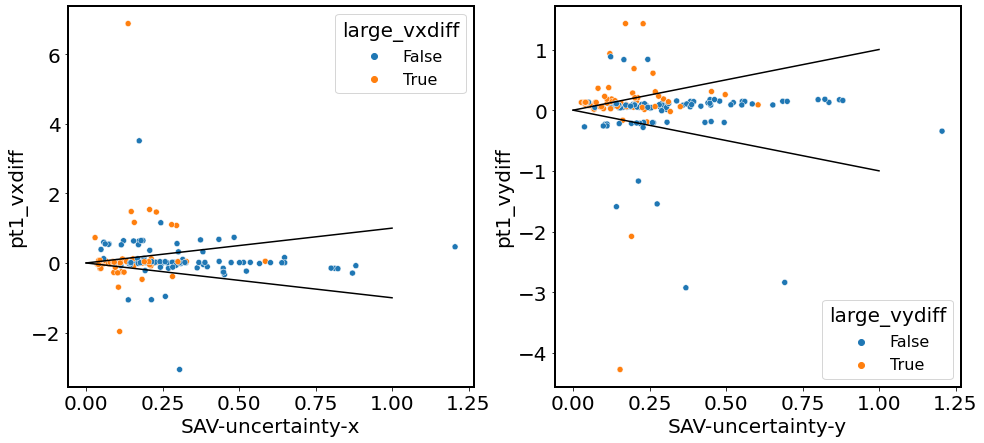 large_vxdiff
False
True
6
4
2
0
−2
pt1_vxdiff
0.00 0.25 0.50 0.75 1.00 1.25
SAV-uncertainty-x
1
0
−1
−2
−3
−4
pt1_vydiff
large_vydiff
False
True
0.00 0.25 0.50 0.75 1.00 1.25
SAV-uncertainty-y